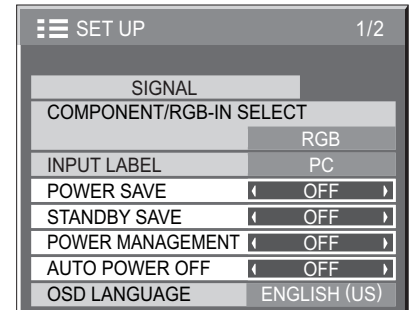 SET UP 1/2
SIGNAL
COMPONENT/RGB-IN SELECT
RGB
INPUT LABEL PC
POWER SAVE OFF
STANDBY SAVE OFF
POWER MANAGEMENT OFF
AUTO POWER OFF OFF
OSD LANGUAGE ENGLISH (US)